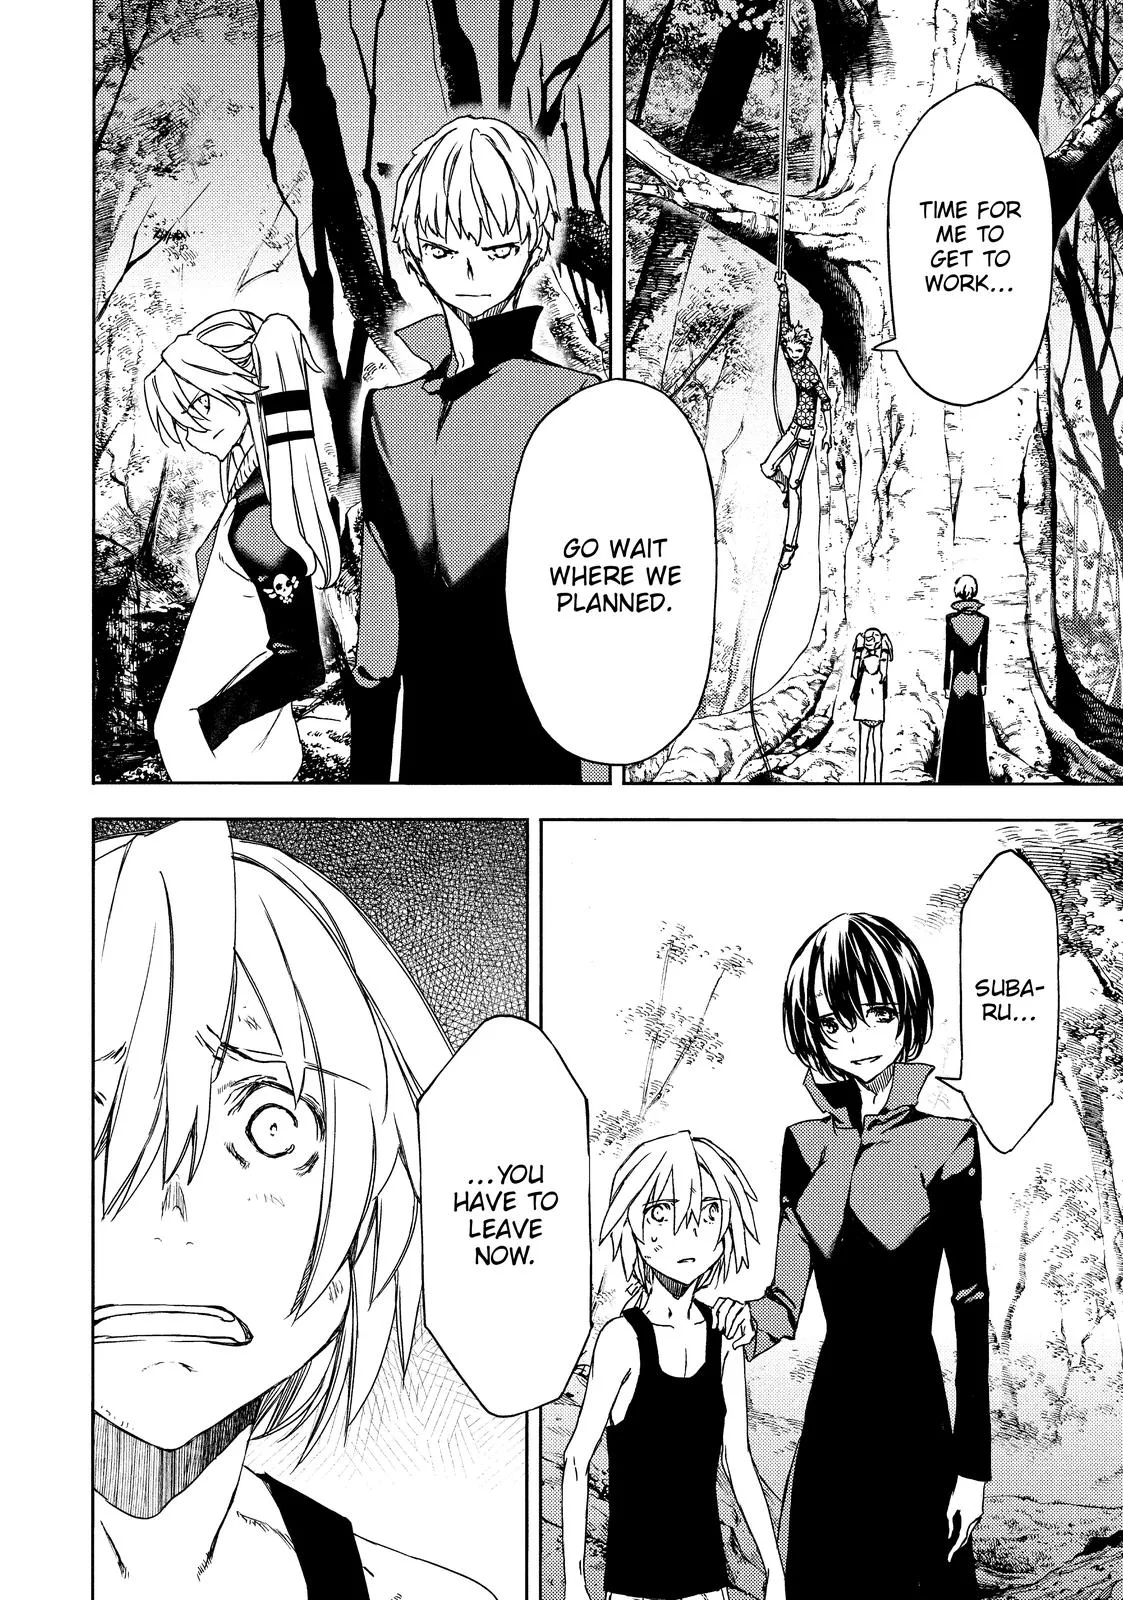 TIME FOR
ME TO
GET TO
WORK...
GO WAIT
WHERE WE
PLANNED.
SUBA-
RU...
...YOU
HAVE TO
LEAVE
NOW.